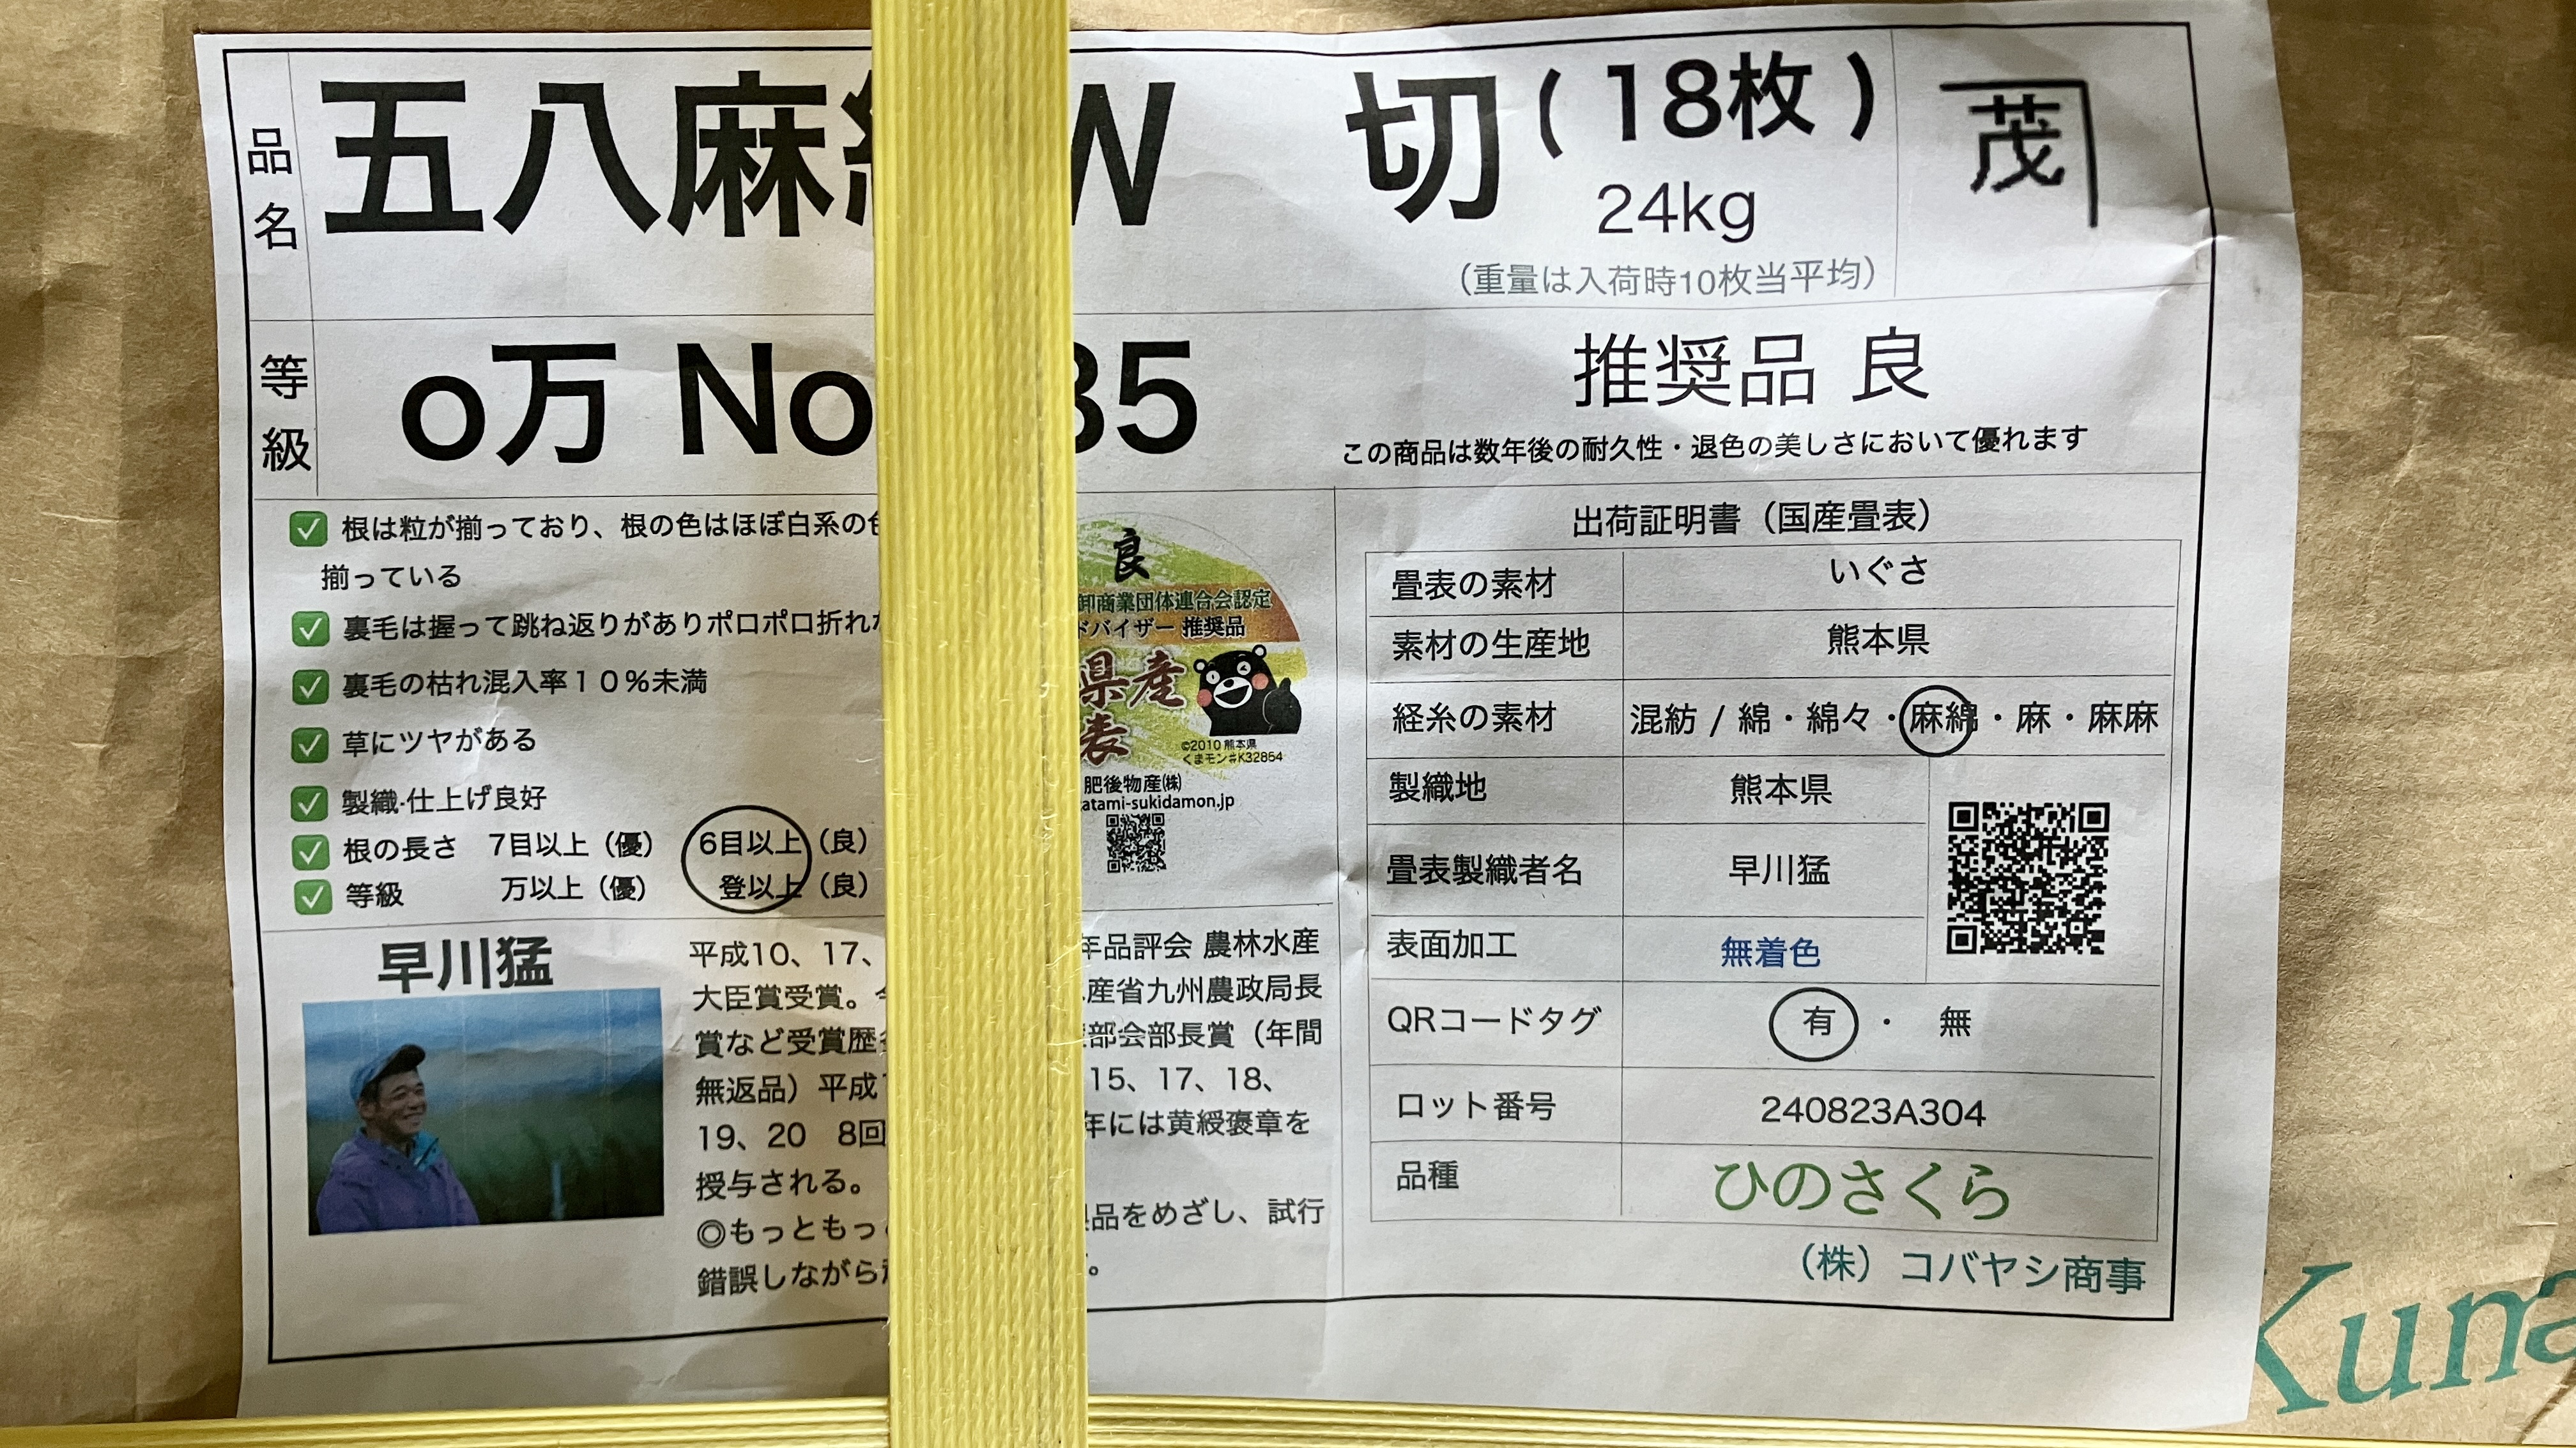 品名
五八麻 W 切 (18枚)
24kg
(重量は入荷時10枚当平均)
茂
等級
o万 No 35
推奨品 良
この商品は数年後の耐久性・退色の美しさにおいて優れます
根は粒が揃っており、根の色はほぼ白系の
揃っている
裏毛は握って跳ね返りがありポロポロ折れ
裏毛の枯れ混入率10%未満
草にツヤがある
製織·仕上げ良好
根の長さ 7目以上(優) 6目以上(良)
等級 万以上(優) 登以上(良)
良
卸商業団体連合会認定
ドバイザー 推奨品
県産
表
©2010 熊本県
くまモン#K32854
肥後物産㈱
atami-sukidamon.jp
早川猛
平成10、17、 年品評会 農林水産
大臣賞受賞。 産省九州農政局長
賞など受賞歴 部会部長賞(年間
無返品)平成 15、17、18、
19、20 8回 年には黄綬褒章を
授与される。
◎もっともっ 品をめざし、試行
錯誤しながら 。
出荷証明書(国産畳表)
畳表の素材 いぐさ
素材の生産地 熊本県
経糸の素材 混紡 / 綿・綿々・麻綿・麻・麻麻
製織地 熊本県
畳表製織者名 早川猛
表面加工 無着色
QRコードタグ 有 ・ 無
ロット番号 240823A304
品種 ひのさくら
(株)コバヤシ商事
Kuma